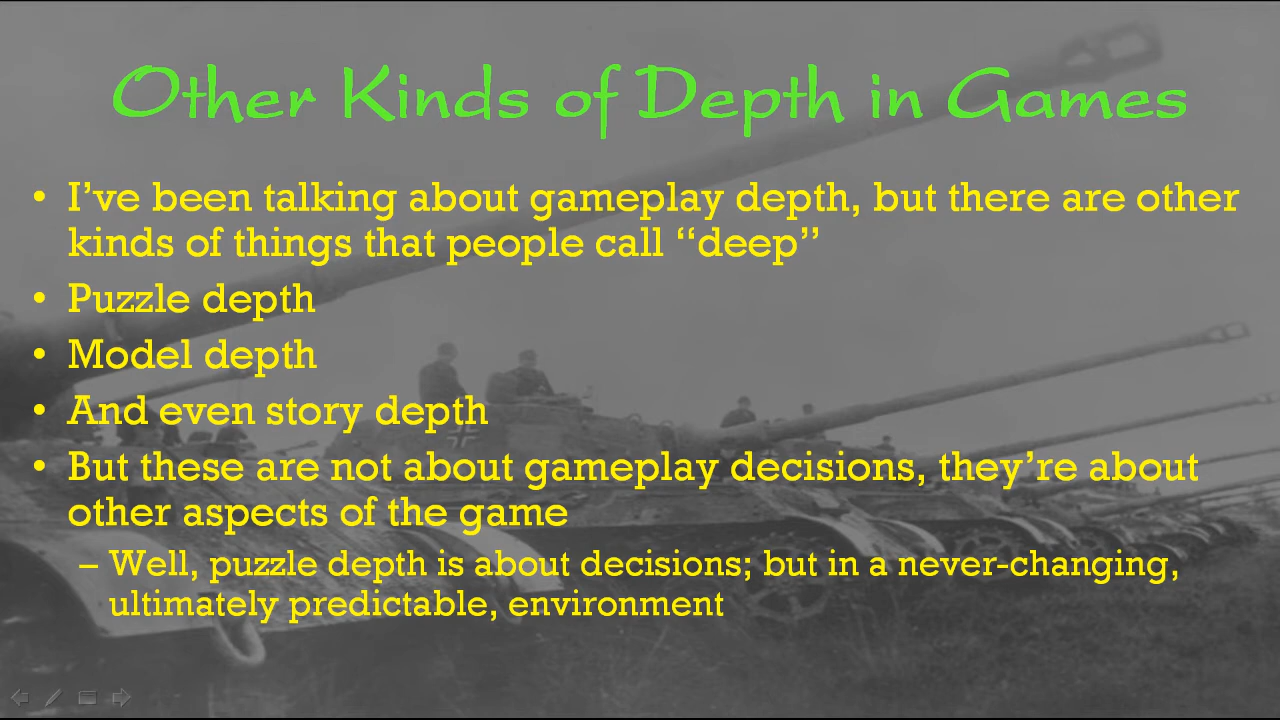 Other Kinds of Depth in Games
• I’ve been talking about gameplay depth, but there are other
kinds of things that people call “deep”
• Puzzle depth
• Model depth
• And even story depth
• But these are not about gameplay decisions, they’re about
other aspects of the game
– Well, puzzle depth is about decisions; but in a never-changing,
ultimately predictable, environment